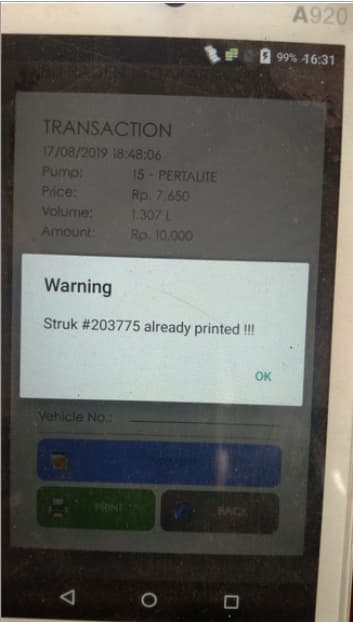 A920
99% 16:31
TRANSACTION
17/08/2019 18:48:06
Pump: 15 - PERTALITE
Price: Rp. 7.650
Volume: 1.307 L
Amount: Rp. 10.000
Warning
Struk #203775 already printed !!!
OK
Vehicle No.:
PRINT
BACK